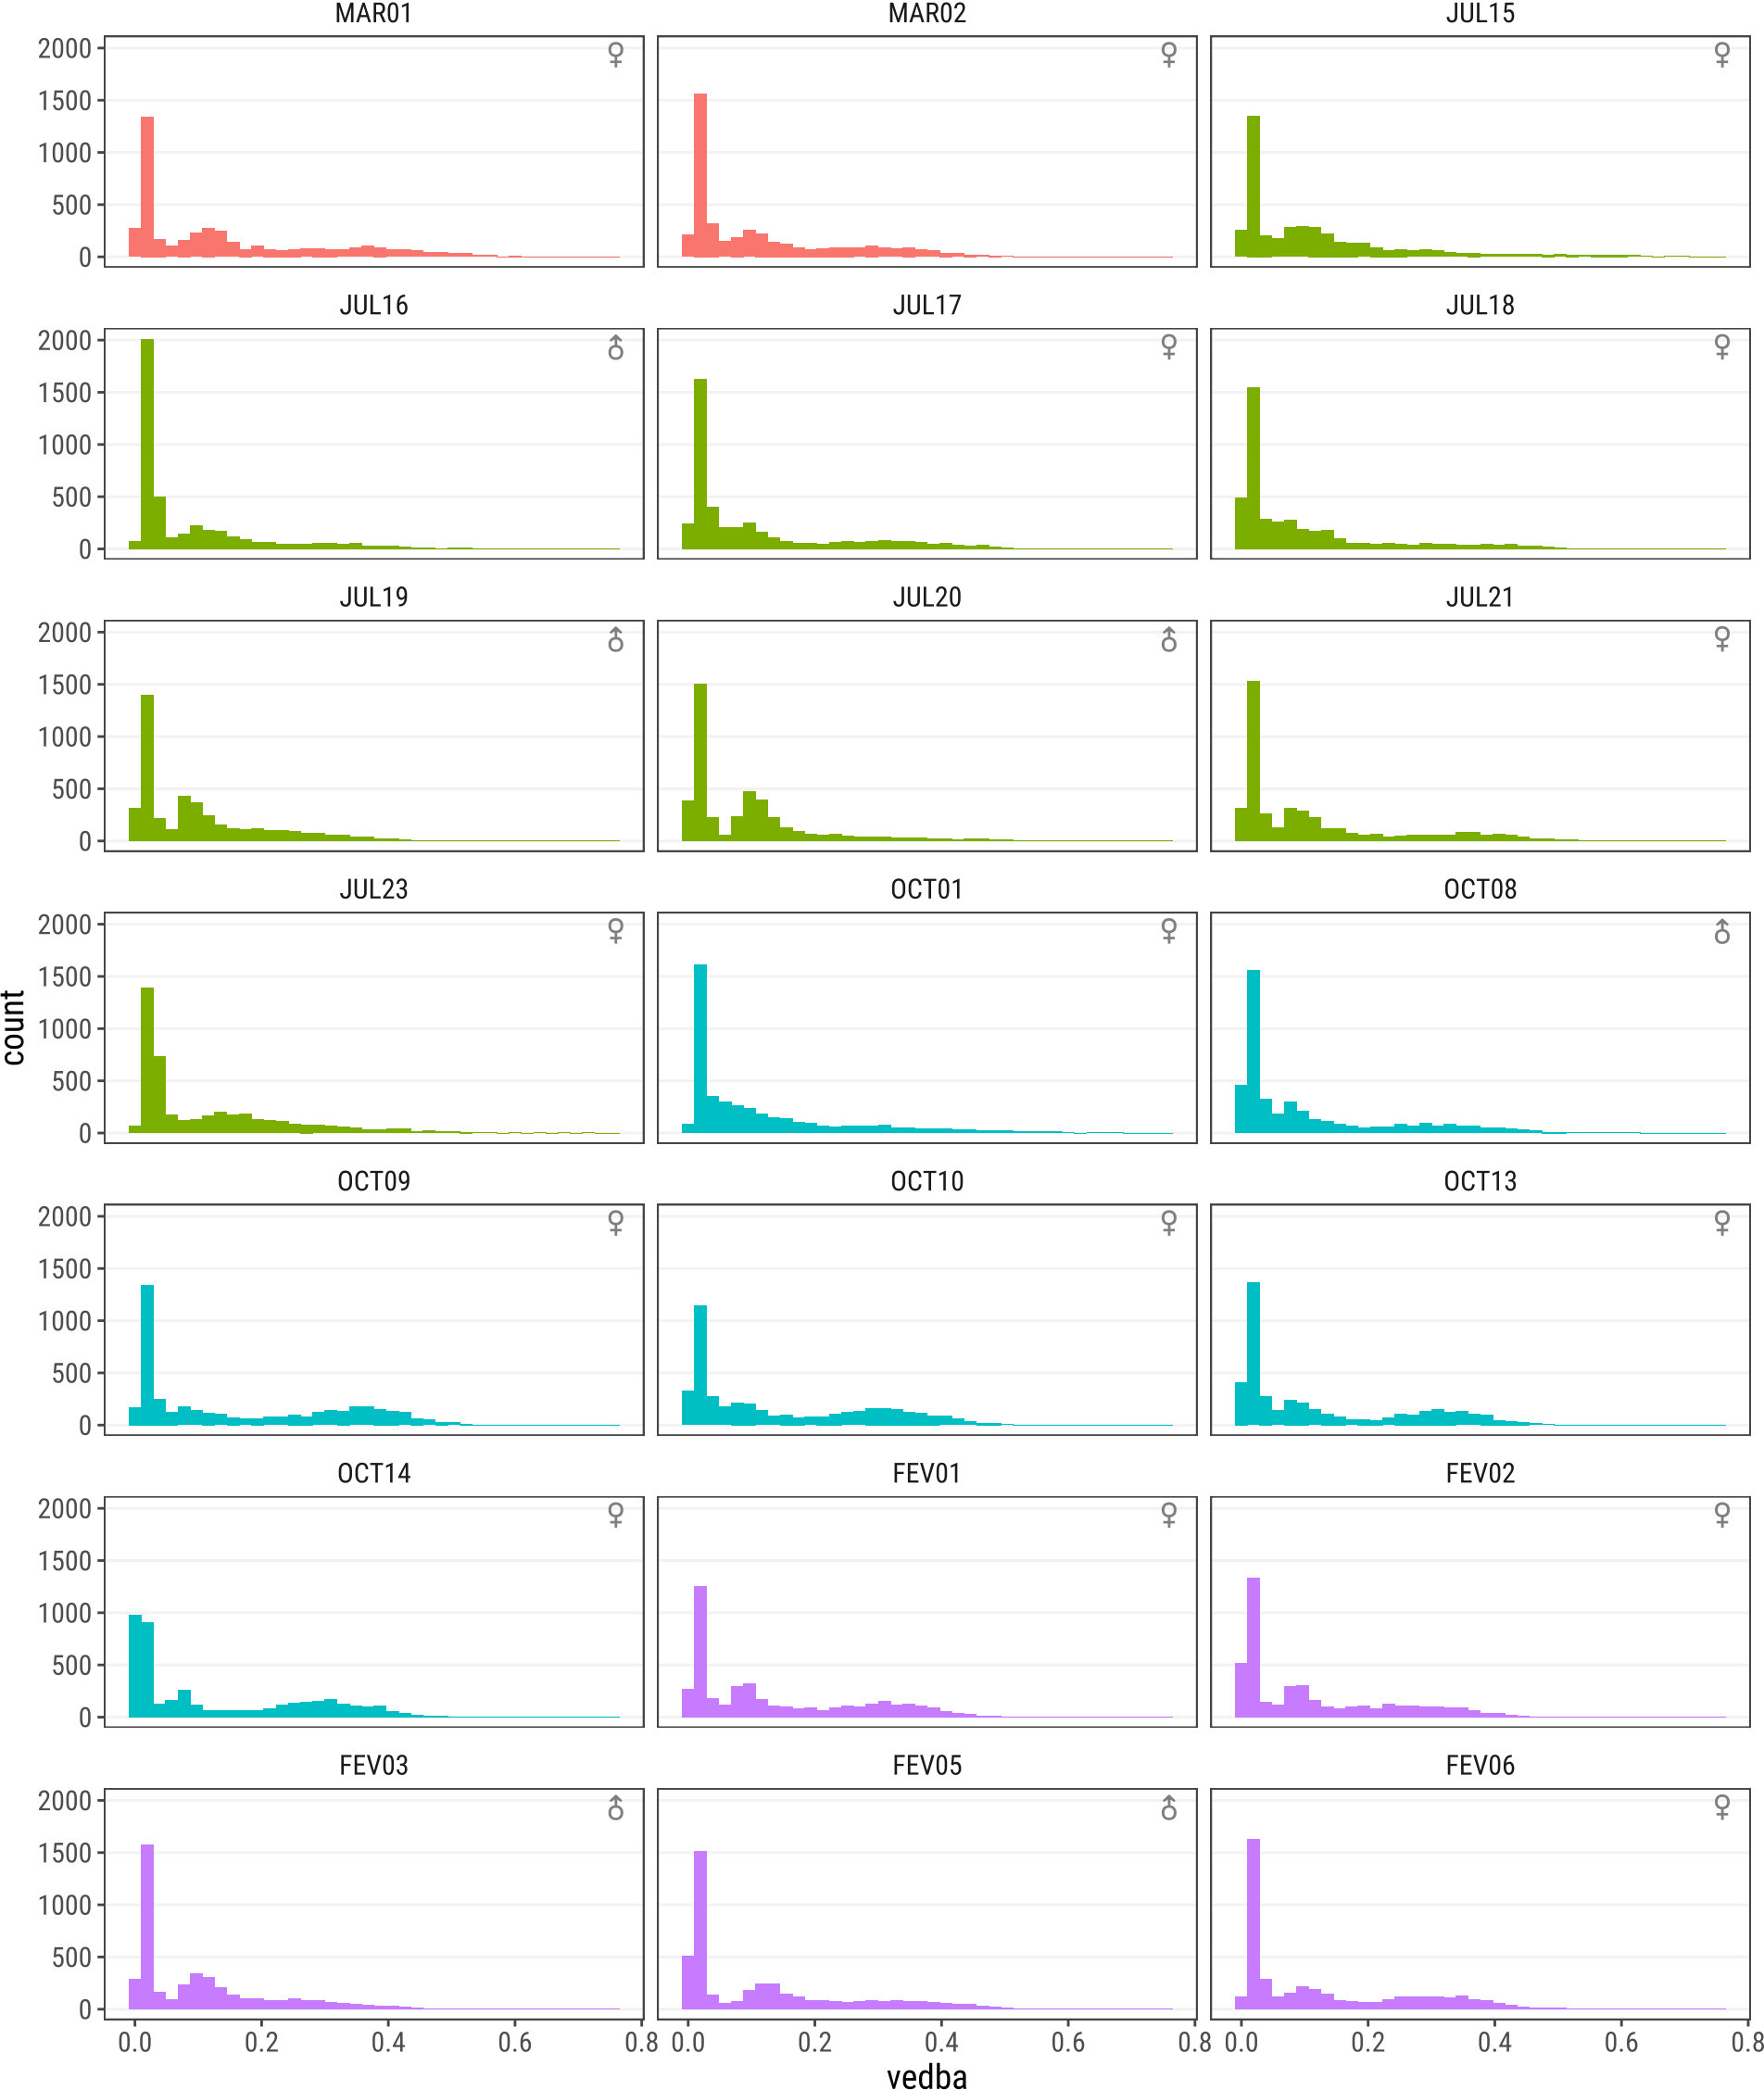 MAR01 MAR02 JUL15
♀ ♀ ♀
2000
1500
1000
500
0
JUL16 JUL17 JUL18
♂ ♀ ♀
2000
1500
1000
500
0
JUL19 JUL20 JUL21
♂ ♂ ♀
2000
1500
1000
500
0
JUL23 OCT01 OCT08
♀ ♀ ♂
2000
1500
1000
500
0
count
OCT09 OCT10 OCT13
♀ ♀ ♀
2000
1500
1000
500
0
OCT14 FEV01 FEV02
♀ ♀ ♀
2000
1500
1000
500
0
FEV03 FEV05 FEV06
♂ ♂ ♀
2000
1500
1000
500
0
0.0 0.2 0.4 0.6 0.8 0.0 0.2 0.4 0.6 0.8 0.0 0.2 0.4 0.6 0.8
vedba